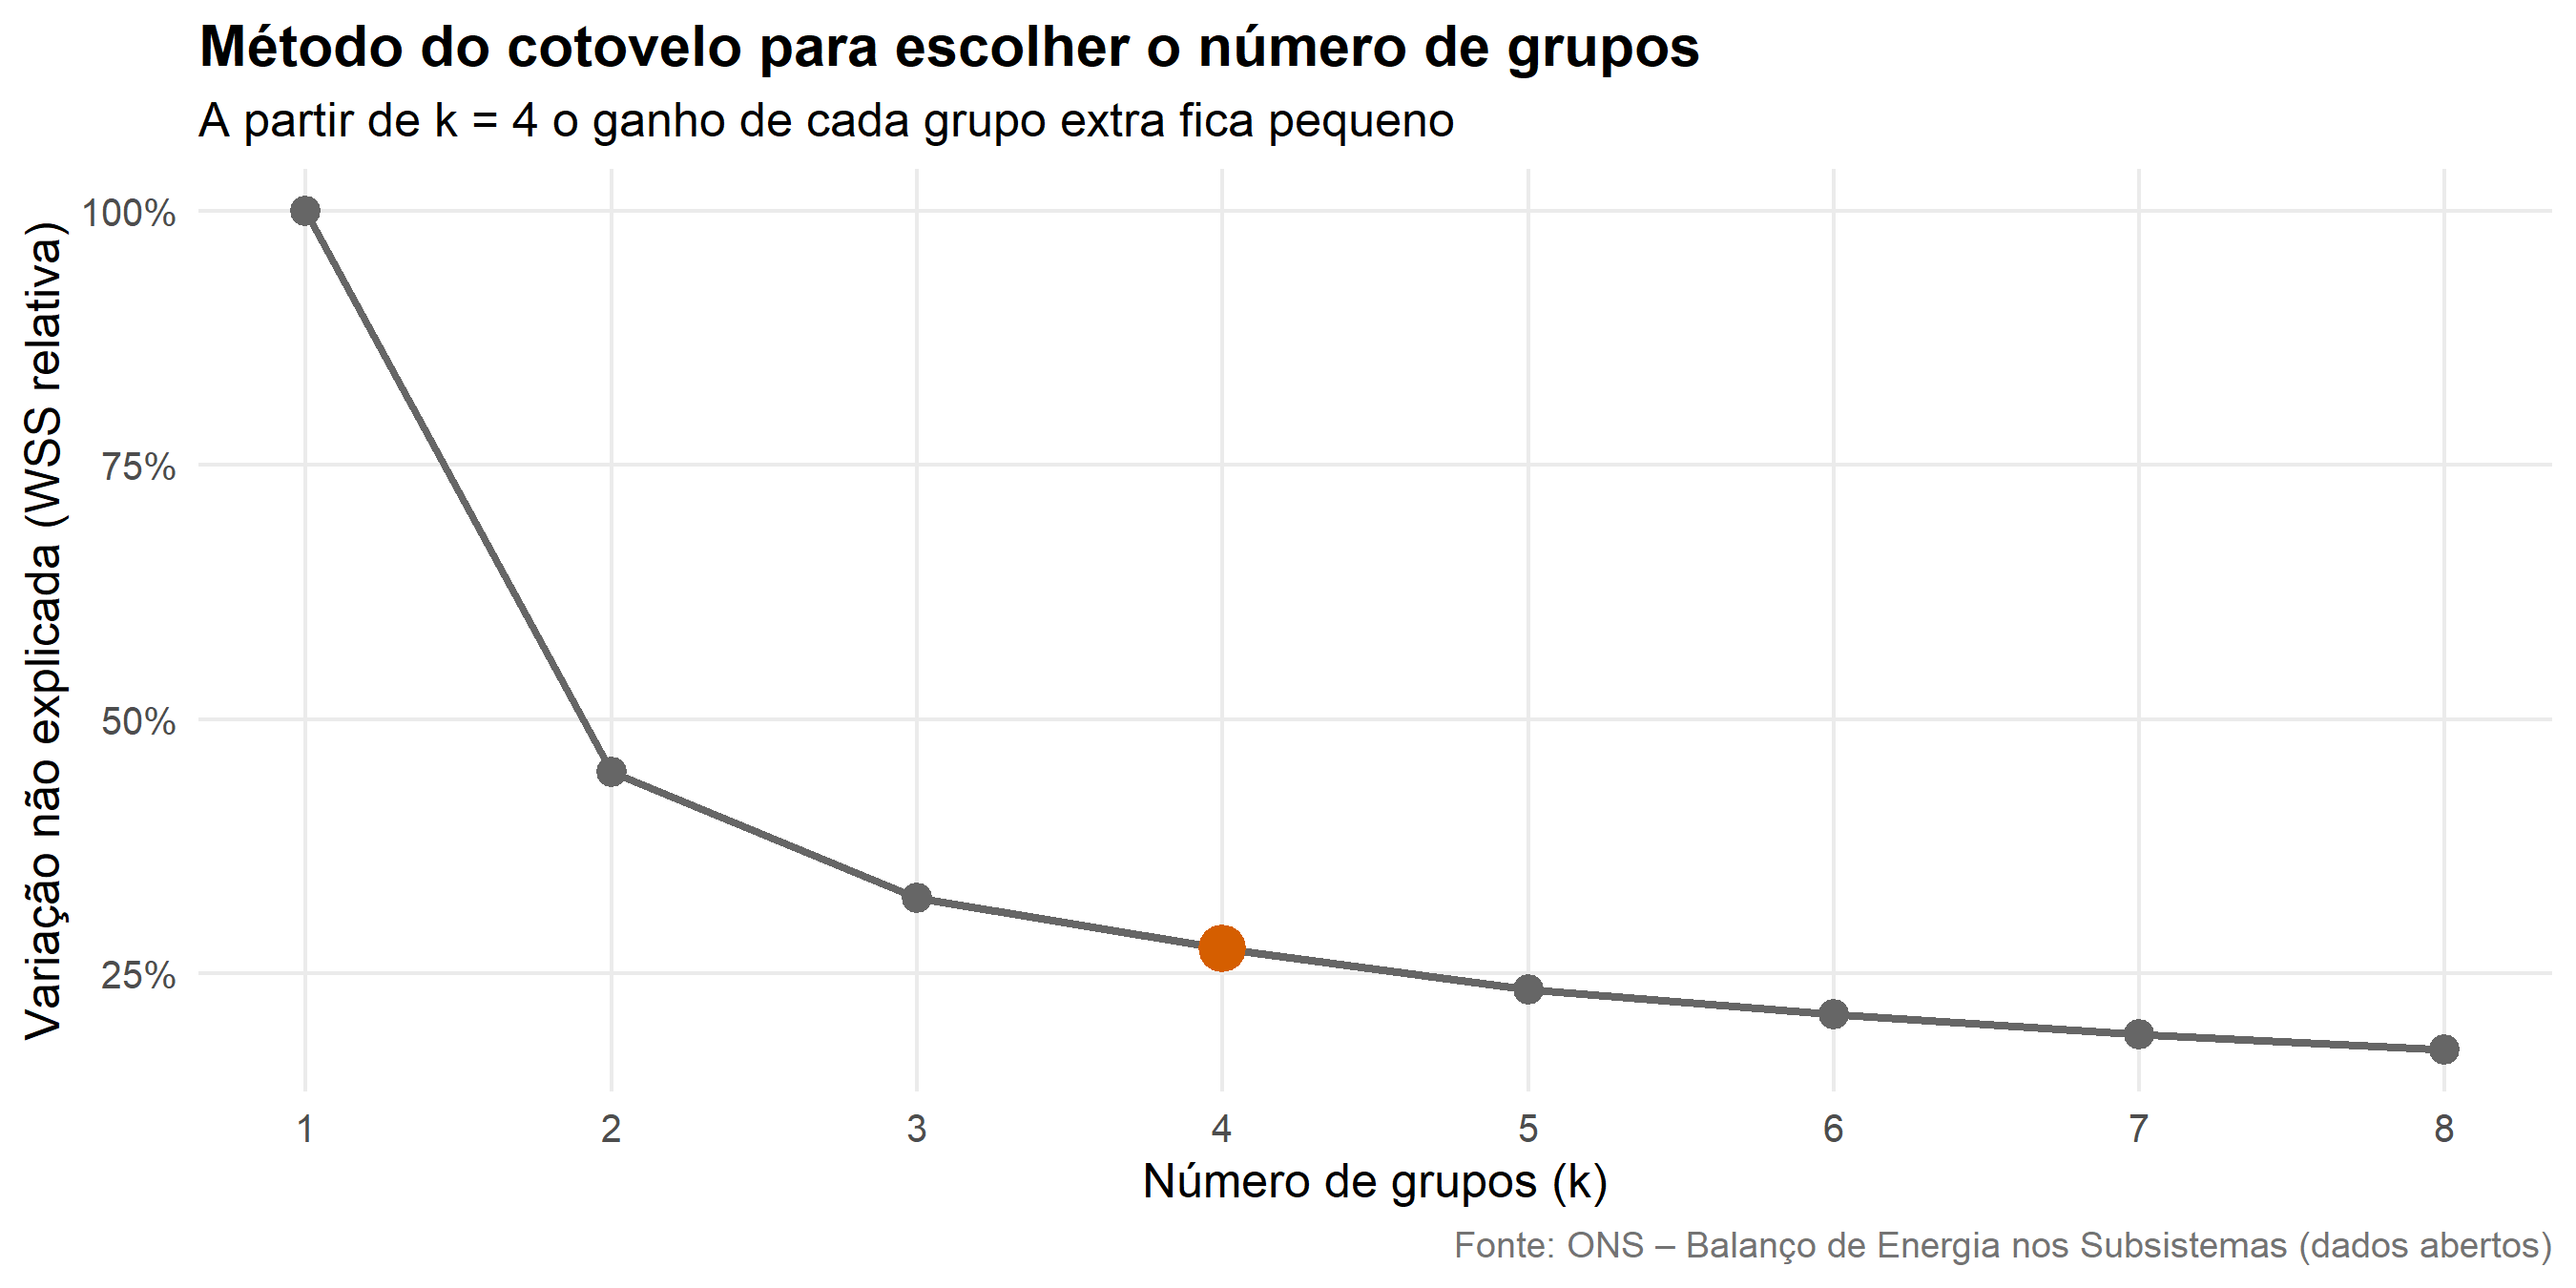 Método do cotovelo para escolher o número de grupos
A partir de k = 4 o ganho de cada grupo extra fica pequeno
Variação não explicada (WSS relativa)
100%
75%
50%
25%
1 2 3 4 5 6 7 8
Número de grupos (k)
Fonte: ONS – Balanço de Energia nos Subsistemas (dados abertos)